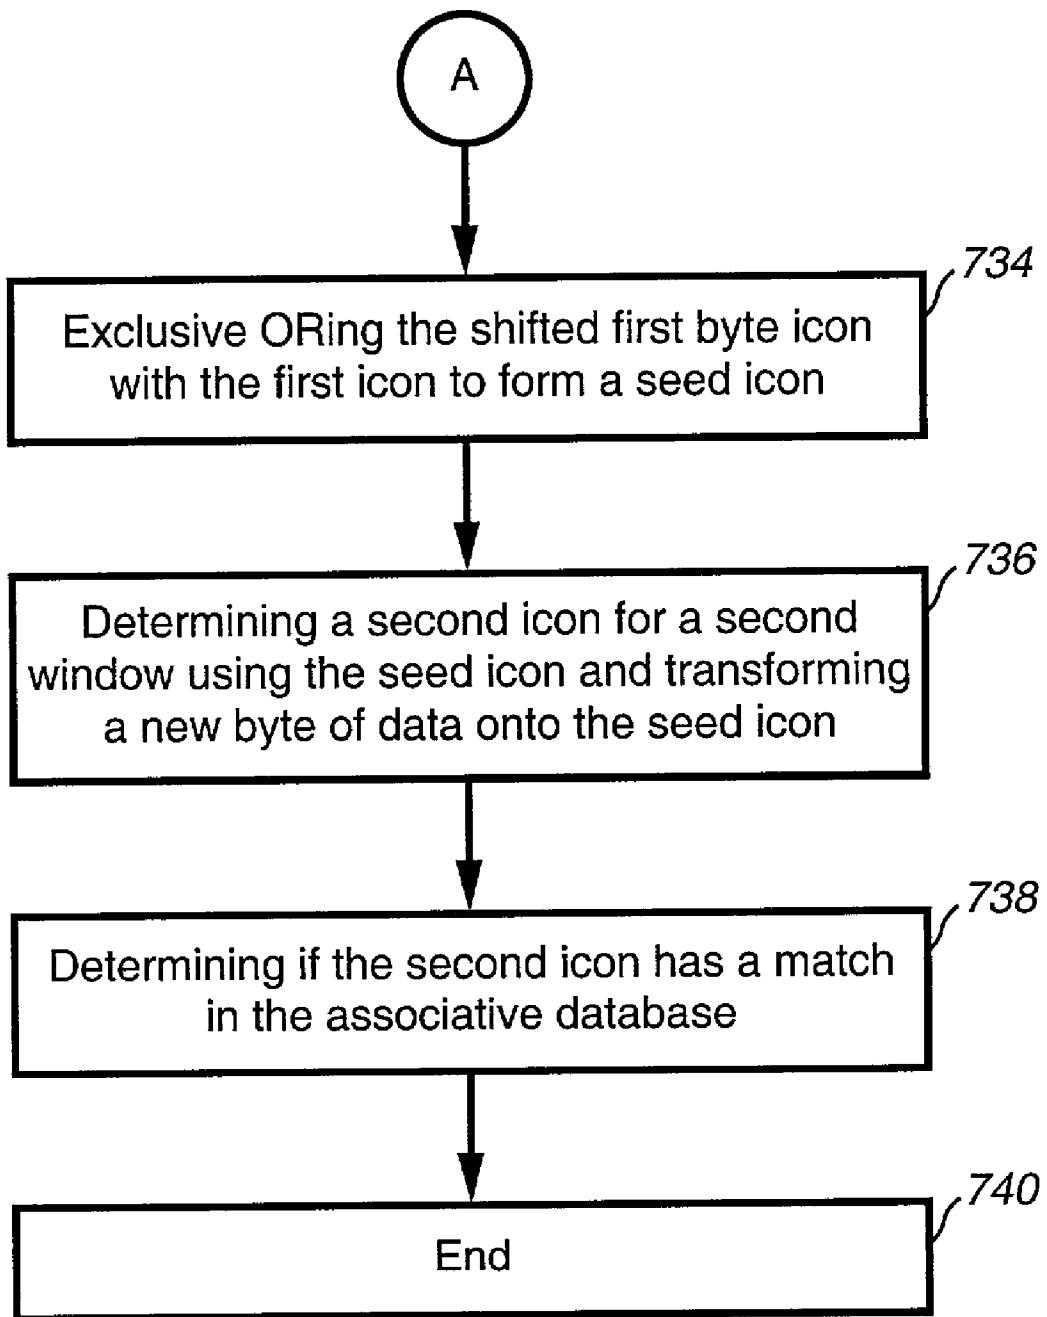 A
734
Exclusive ORing the shifted first byte icon
with the first icon to form a seed icon
736
Determining a second icon for a second
window using the seed icon and transforming
a new byte of data onto the seed icon
738
Determining if the second icon has a match
in the associative database
740
End